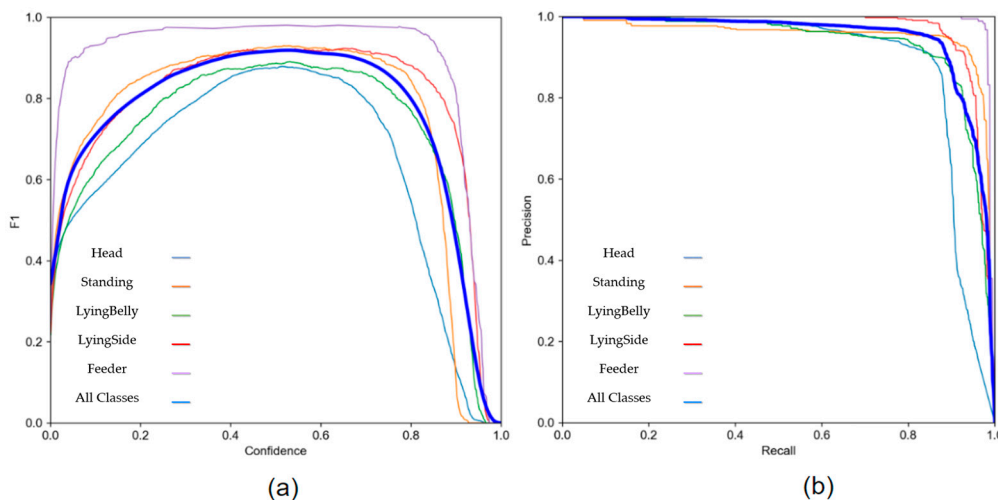 1.0
0.8
0.6
0.4
0.2
0.0
F1
Head
Standing
LyingBelly
LyingSide
Feeder
All Classes
0.0 0.2 0.4 0.6 0.8 1.0
Confidence
(a)
1.0
0.8
0.6
0.4
0.2
0.0
Precision
Head
Standing
LyingBelly
LyingSide
Feeder
All Classes
0.0 0.2 0.4 0.6 0.8 1.0
Recall
(b)